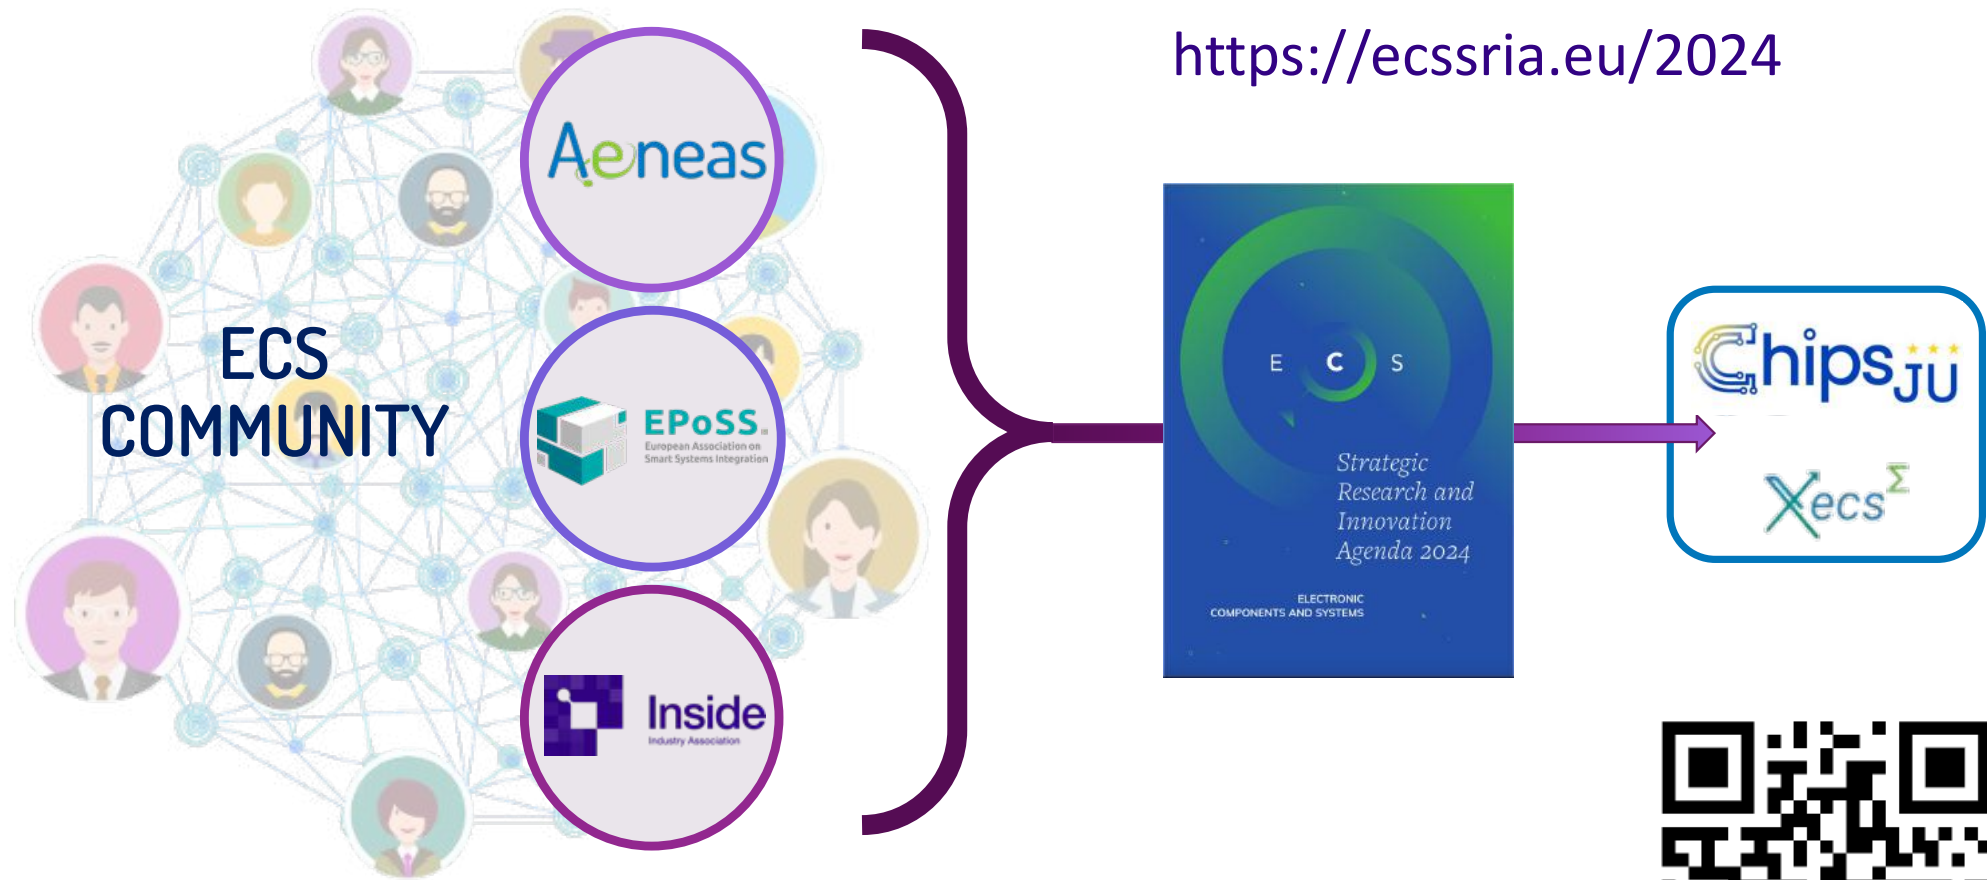 https://ecssria.eu/2024
ECS
COMMUNITY
Aeneas
EPoSS
European Association on
Smart Systems Integration
Inside
Industry Association
E C S
Strategic
Research and
Innovation
Agenda 2024
ELECTRONIC
COMPONENTS AND SYSTEMS
Chips JU
Xecs Σ